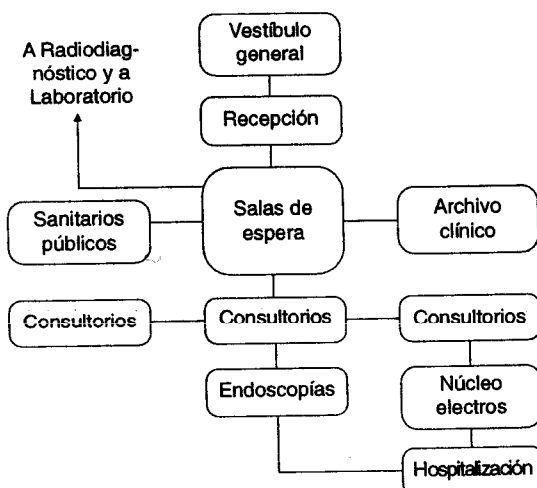 Vestíbulo
general
A Radiodiag-
nóstico y a
Laboratorio
Recepción
Salas de
espera
Sanitarios
públicos
Archivo
clínico
Consultorios
Consultorios
Consultorios
Endoscopías
Núcleo
electros
Hospitalización